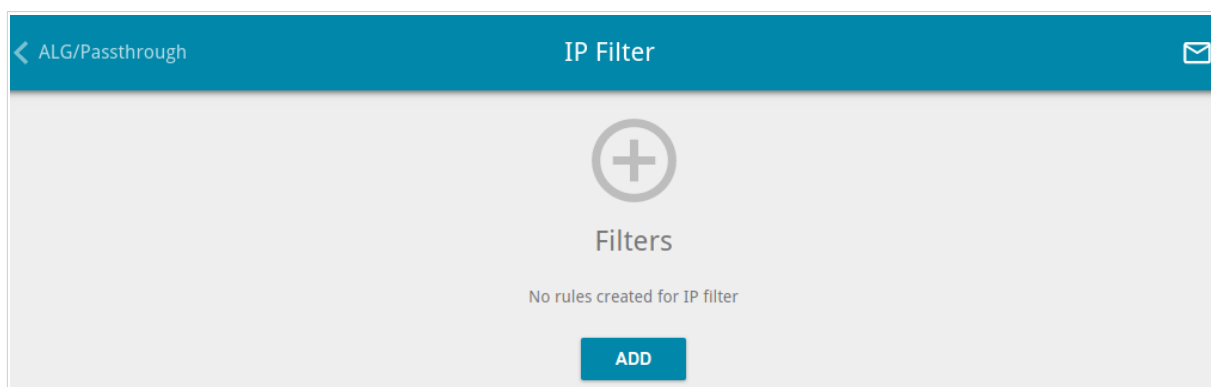 ALG/Passthrough
IP Filter
Filters
No rules created for IP filter
ADD